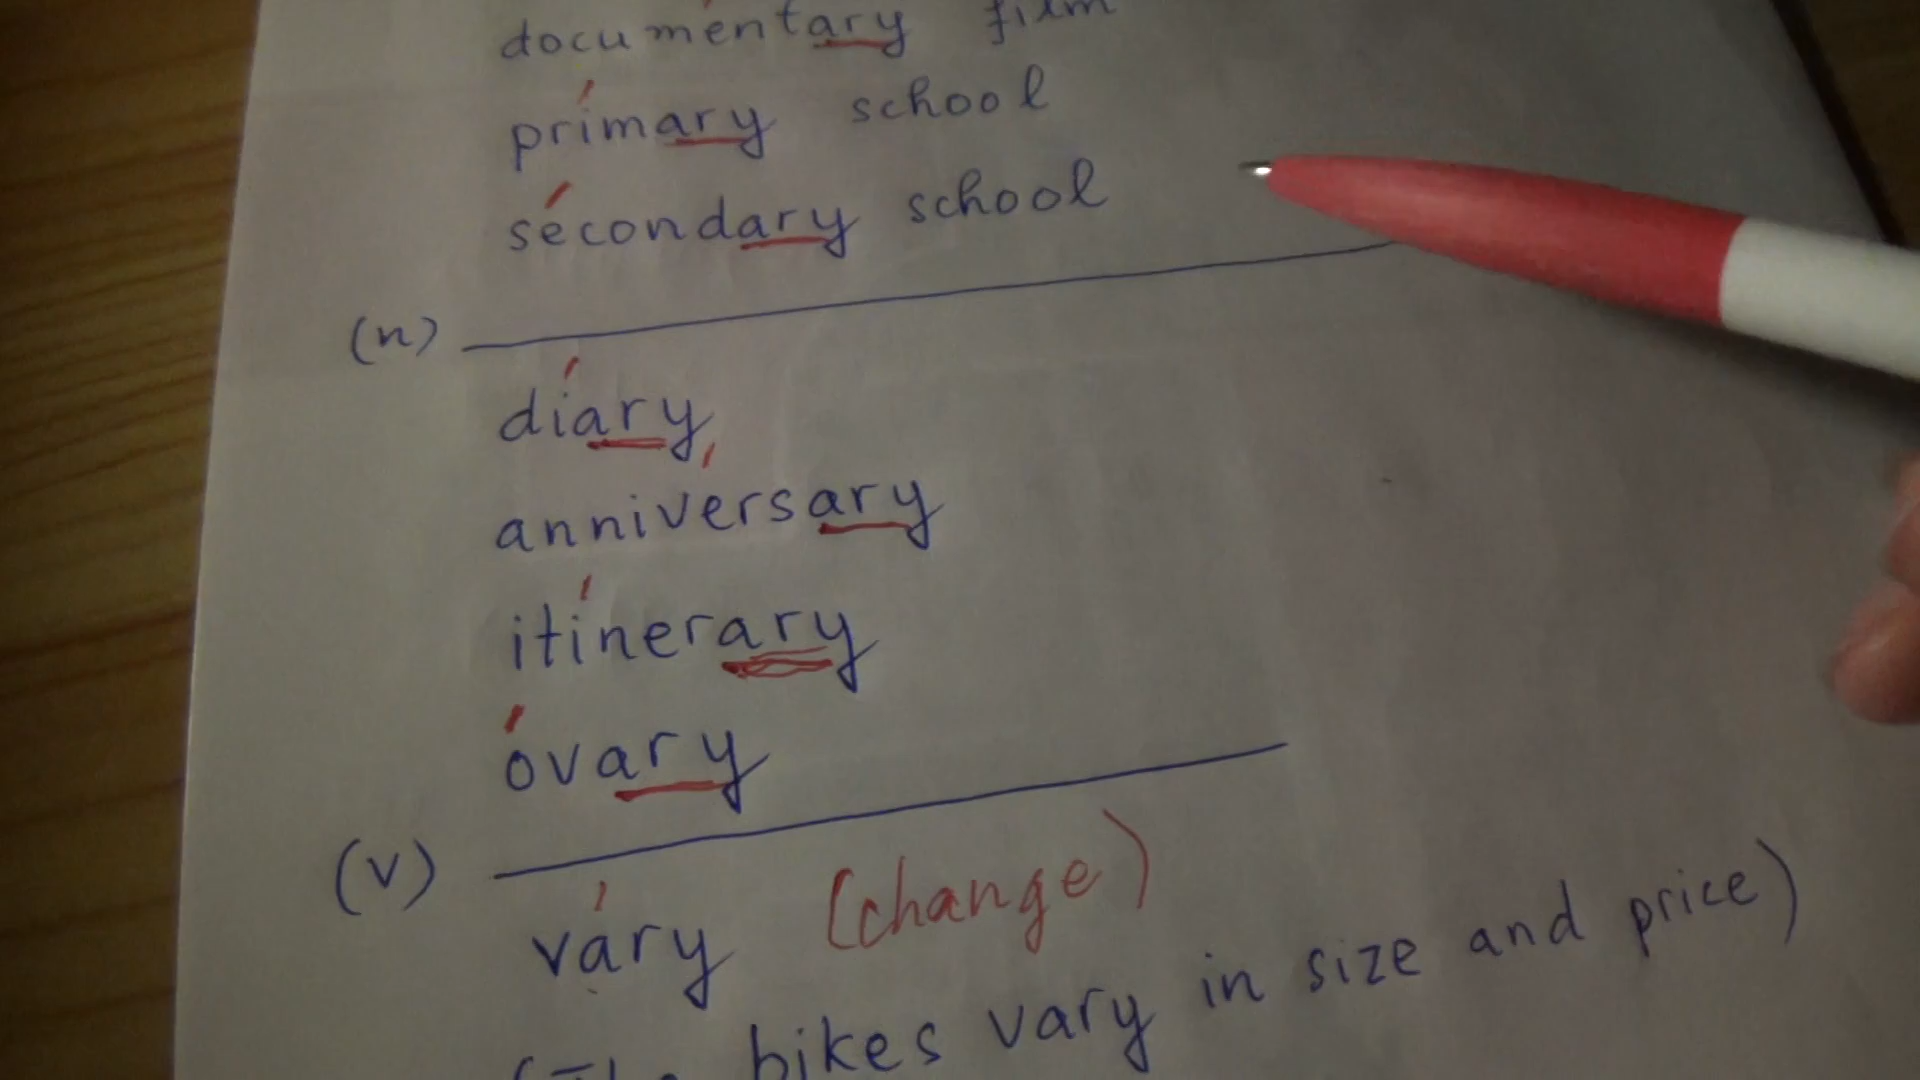 documentary film
primary school
secondary school
(n)
diary
anniversary
itinerary
ovary
(v)
vary (change)
bikes vary in size and price)